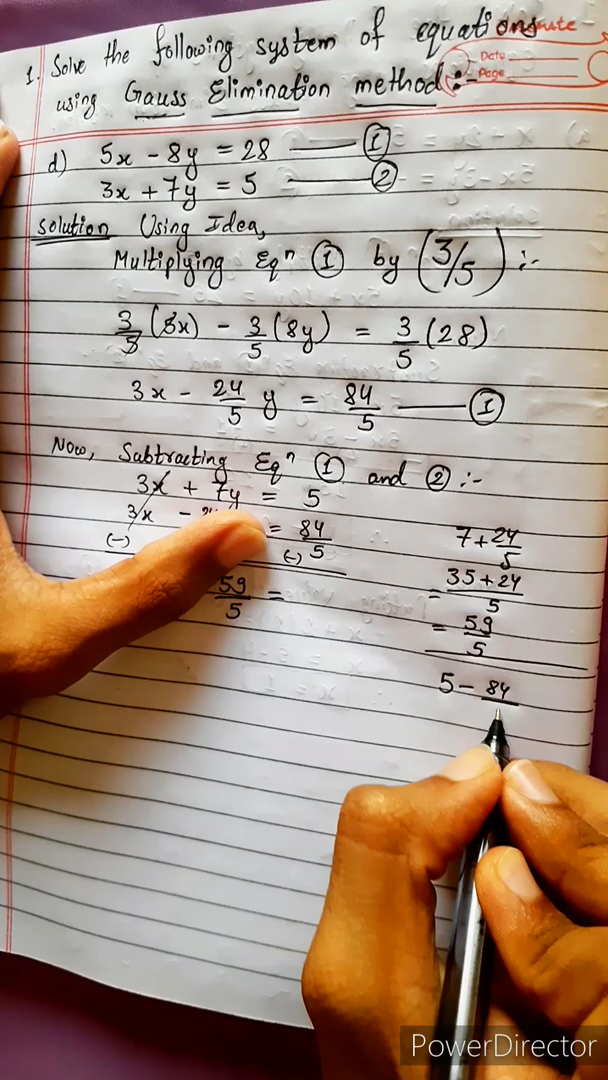 1. Solve the following system of equations
using Gauss Elimination method :-
Date
Page
d) 5x - 8y = 28 —— ①
3x + 7y = 5 —— ②
Solution Using Idea,
Multiplying Eqⁿ ① by (3/5) :-
3/5 (5x) - 3/5 (8y) = 3/5 (28)
3x - 24/5 y = 84/5 —— ①
Now, Subtracting Eqⁿ ① and ② :-
3x + 7y = 5
3x - = 84/5
(-) (-)
59/5 =
7 + 24/5
= 35+24/5
= 59/5
5 - 84
PowerDirector